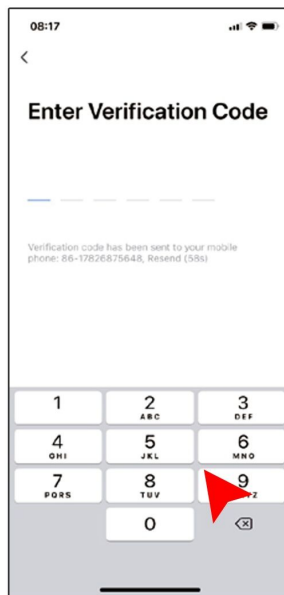 08:17
Enter Verification Code
Verification code has been sent to your mobile
phone: 86-17826875648, Resend (58s)
1 2 3
ABC DEF
4 5 6
GHI JKL MNO
7 8 9
PQRS TUV Z
0